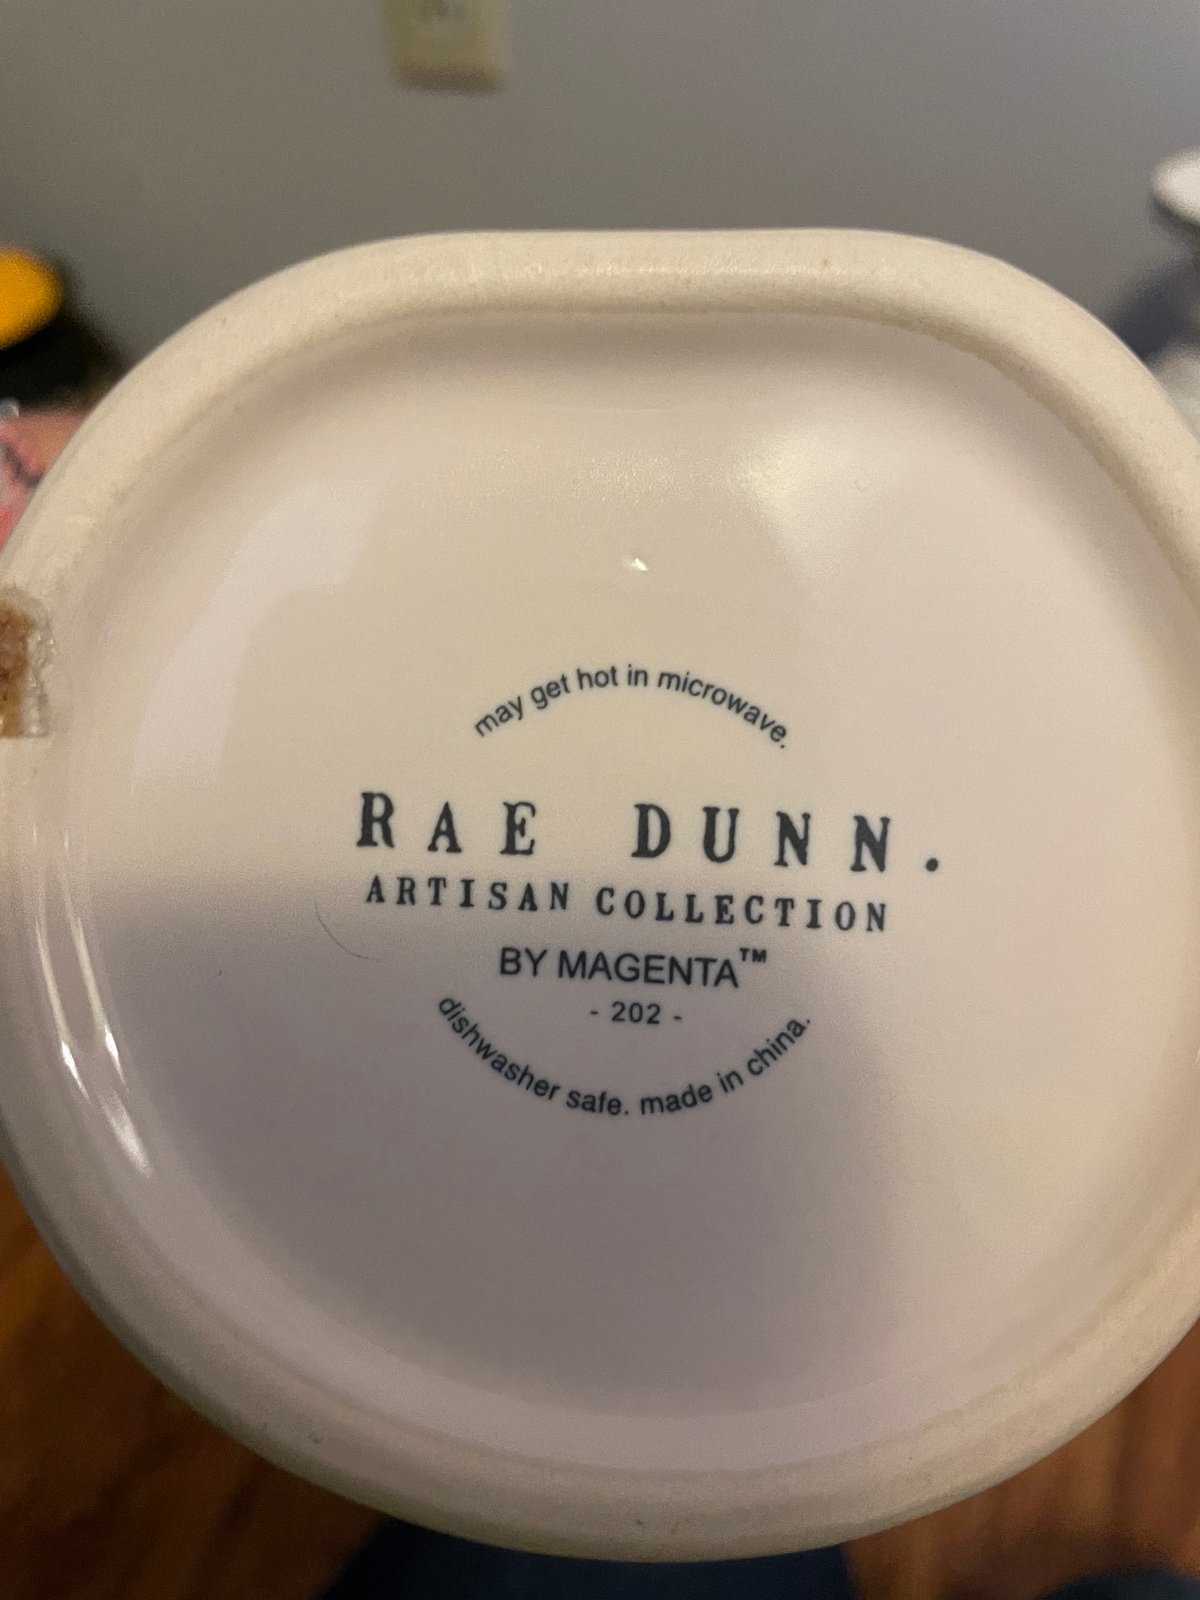 may get hot in microwave.
RAE DUNN.
ARTISAN COLLECTION
BY MAGENTA™
- 202 -
dishwasher safe. made in china.